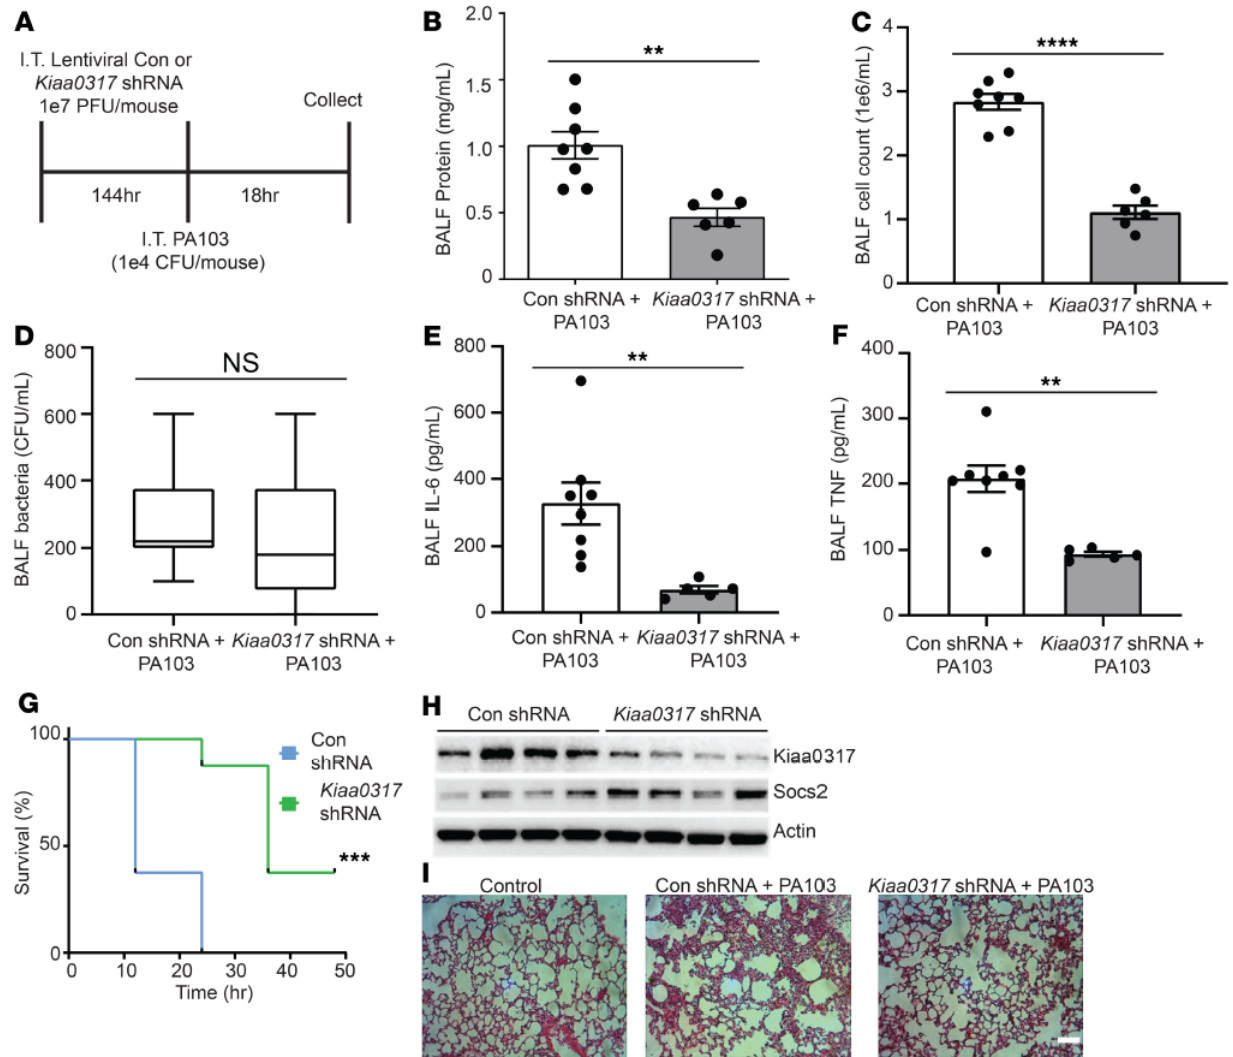 A
I.T. Lentiviral Con or
Kiaa0317 shRNA
1e7 PFU/mouse
Collect
144hr
18hr
I.T. PA103
(1e4 CFU/mouse)
B
BALF Protein (mg/mL)
2.0
1.5
1.0
0.5
0
**
Con shRNA +
PA103
Kiaa0317 shRNA +
PA103
C
BALF cell count (1e6/mL)
4
3
2
1
0
****
Con shRNA +
PA103
Kiaa0317 shRNA +
PA103
D
BALF bacteria (CFU/mL)
800
600
400
200
0
NS
Con shRNA +
PA103
Kiaa0317 shRNA +
PA103
E
BALF IL-6 (pg/mL)
800
600
400
200
0
**
Con shRNA +
PA103
Kiaa0317 shRNA +
PA103
F
BALF TNF (pg/mL)
400
300
200
100
0
**
Con shRNA +
PA103
Kiaa0317 shRNA +
PA103
G
Survival (%)
100
50
0
0 10 20 30 40 50
Time (hr)
Con
shRNA
Kiaa0317
shRNA
***
H
Con shRNA
Kiaa0317 shRNA
Kiaa0317
Socs2
Actin
I
Control
Con shRNA + PA103
Kiaa0317 shRNA + PA103